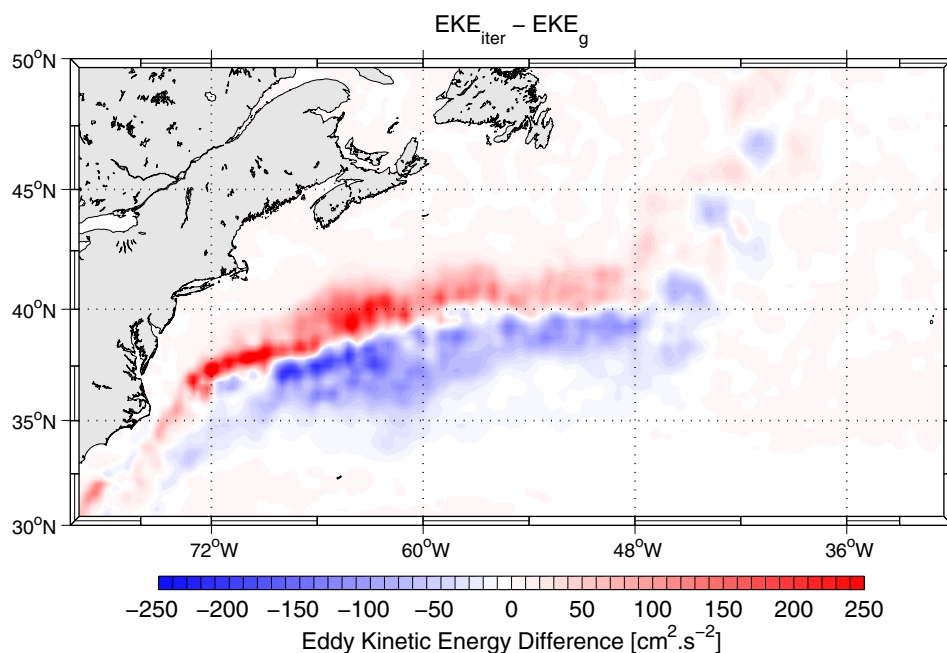 EKE_iter − EKE_g
50°N
45°N
40°N
35°N
30°N
72°W 60°W 48°W 36°W
−250 −200 −150 −100 −50 0 50 100 150 200 250
Eddy Kinetic Energy Difference [cm².s⁻²]